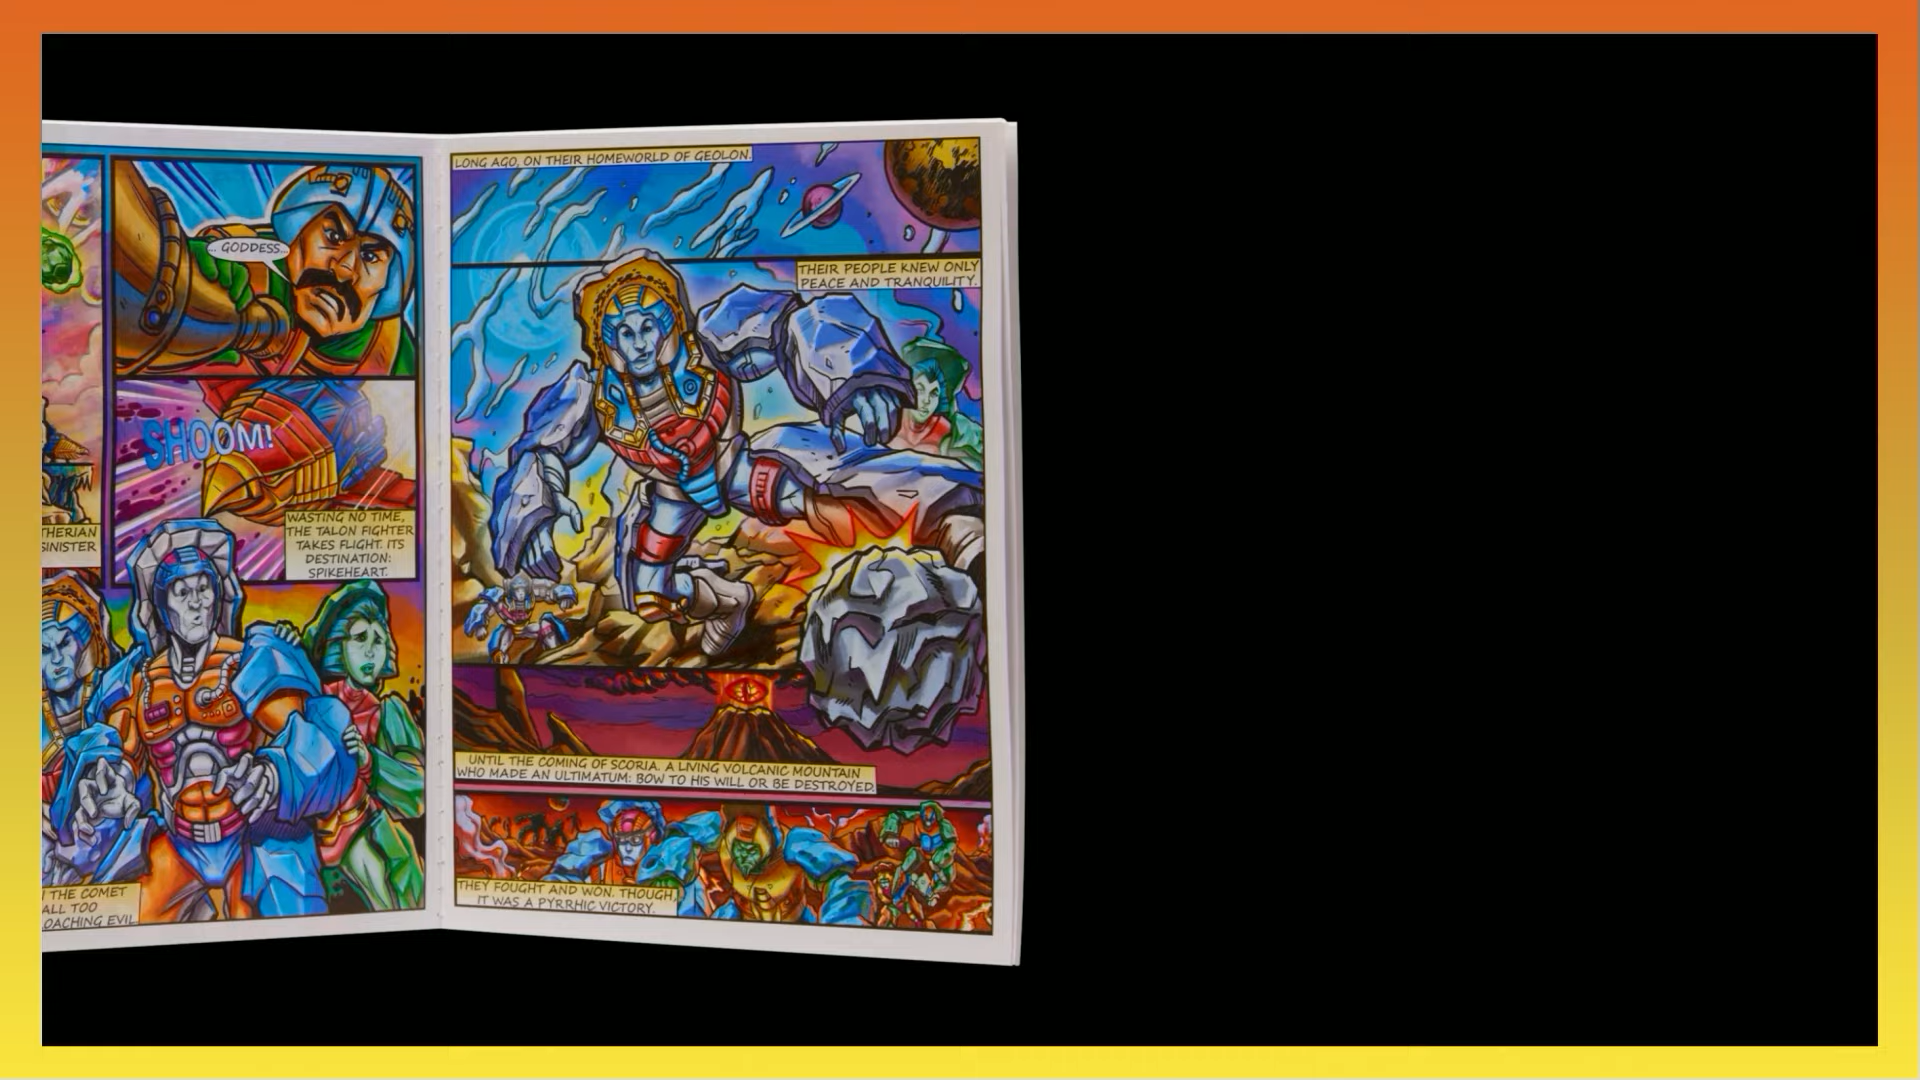 ... GODDESS...
SHOOM!
WASTING NO TIME,
THE TALON FIGHTER
TAKES FLIGHT. ITS
DESTINATION:
SPIKEHEART.
THERIAN
SINISTER
THE COMET
ALL TOO
OACHING EVIL.
LONG AGO, ON THEIR HOMEWORLD OF GEOLON.
THEIR PEOPLE KNEW ONLY
PEACE AND TRANQUILITY.
UNTIL THE COMING OF SCORIA. A LIVING VOLCANIC MOUNTAIN
WHO MADE AN ULTIMATUM: BOW TO HIS WILL OR BE DESTROYED.
THEY FOUGHT AND WON. THOUGH,
IT WAS A PYRRHIC VICTORY.